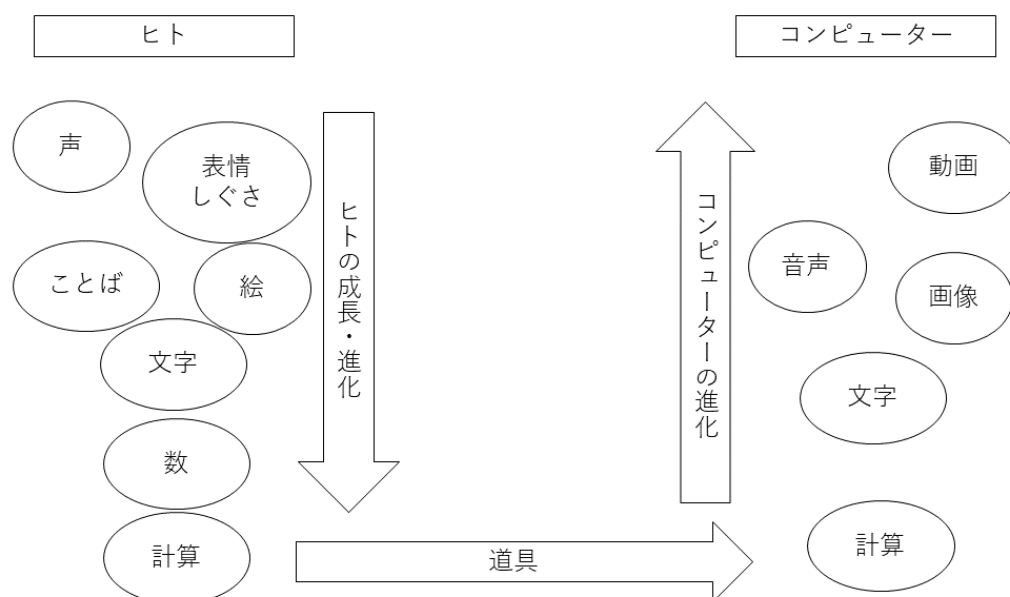 ヒト
コンピューター
声
表情
しぐさ
ことば
絵
文字
数
計算
ヒトの成長・進化
道具
コンピューターの進化
動画
音声
画像
文字
計算